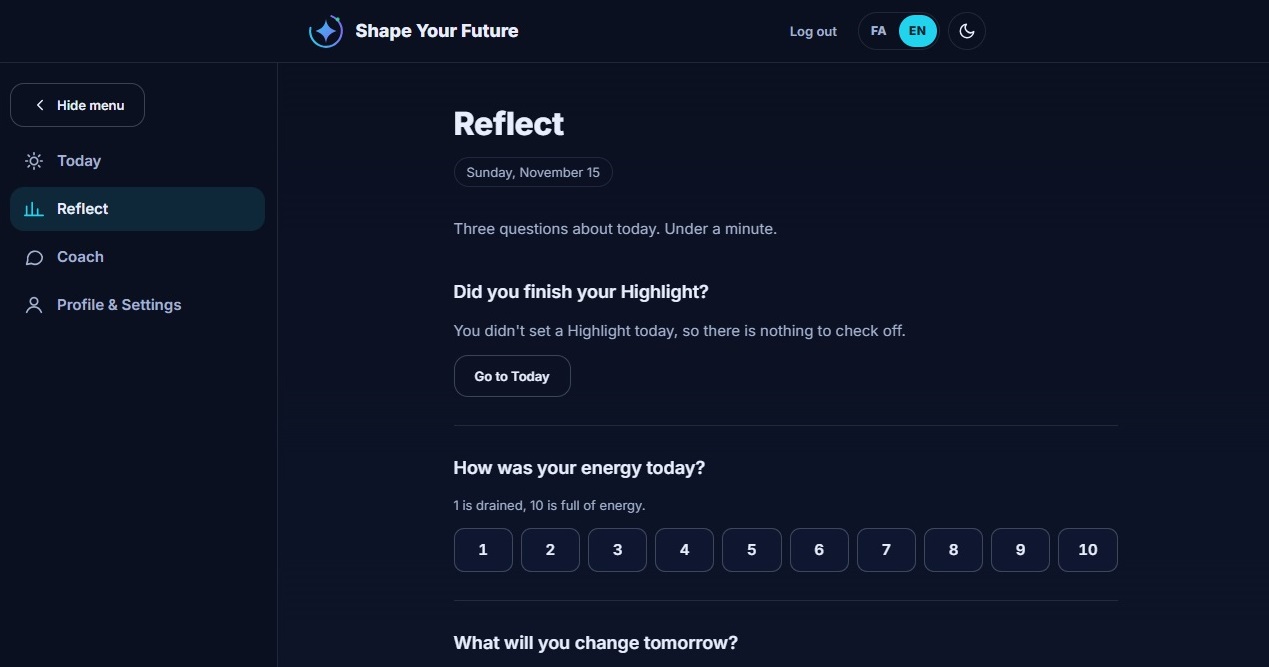 Shape Your Future
Log out
FA
EN
Hide menu
Today
Reflect
Coach
Profile & Settings
Reflect
Sunday, November 15
Three questions about today. Under a minute.
Did you finish your Highlight?
You didn't set a Highlight today, so there is nothing to check off.
Go to Today
How was your energy today?
1 is drained, 10 is full of energy.
1 2 3 4 5 6 7 8 9 10
What will you change tomorrow?